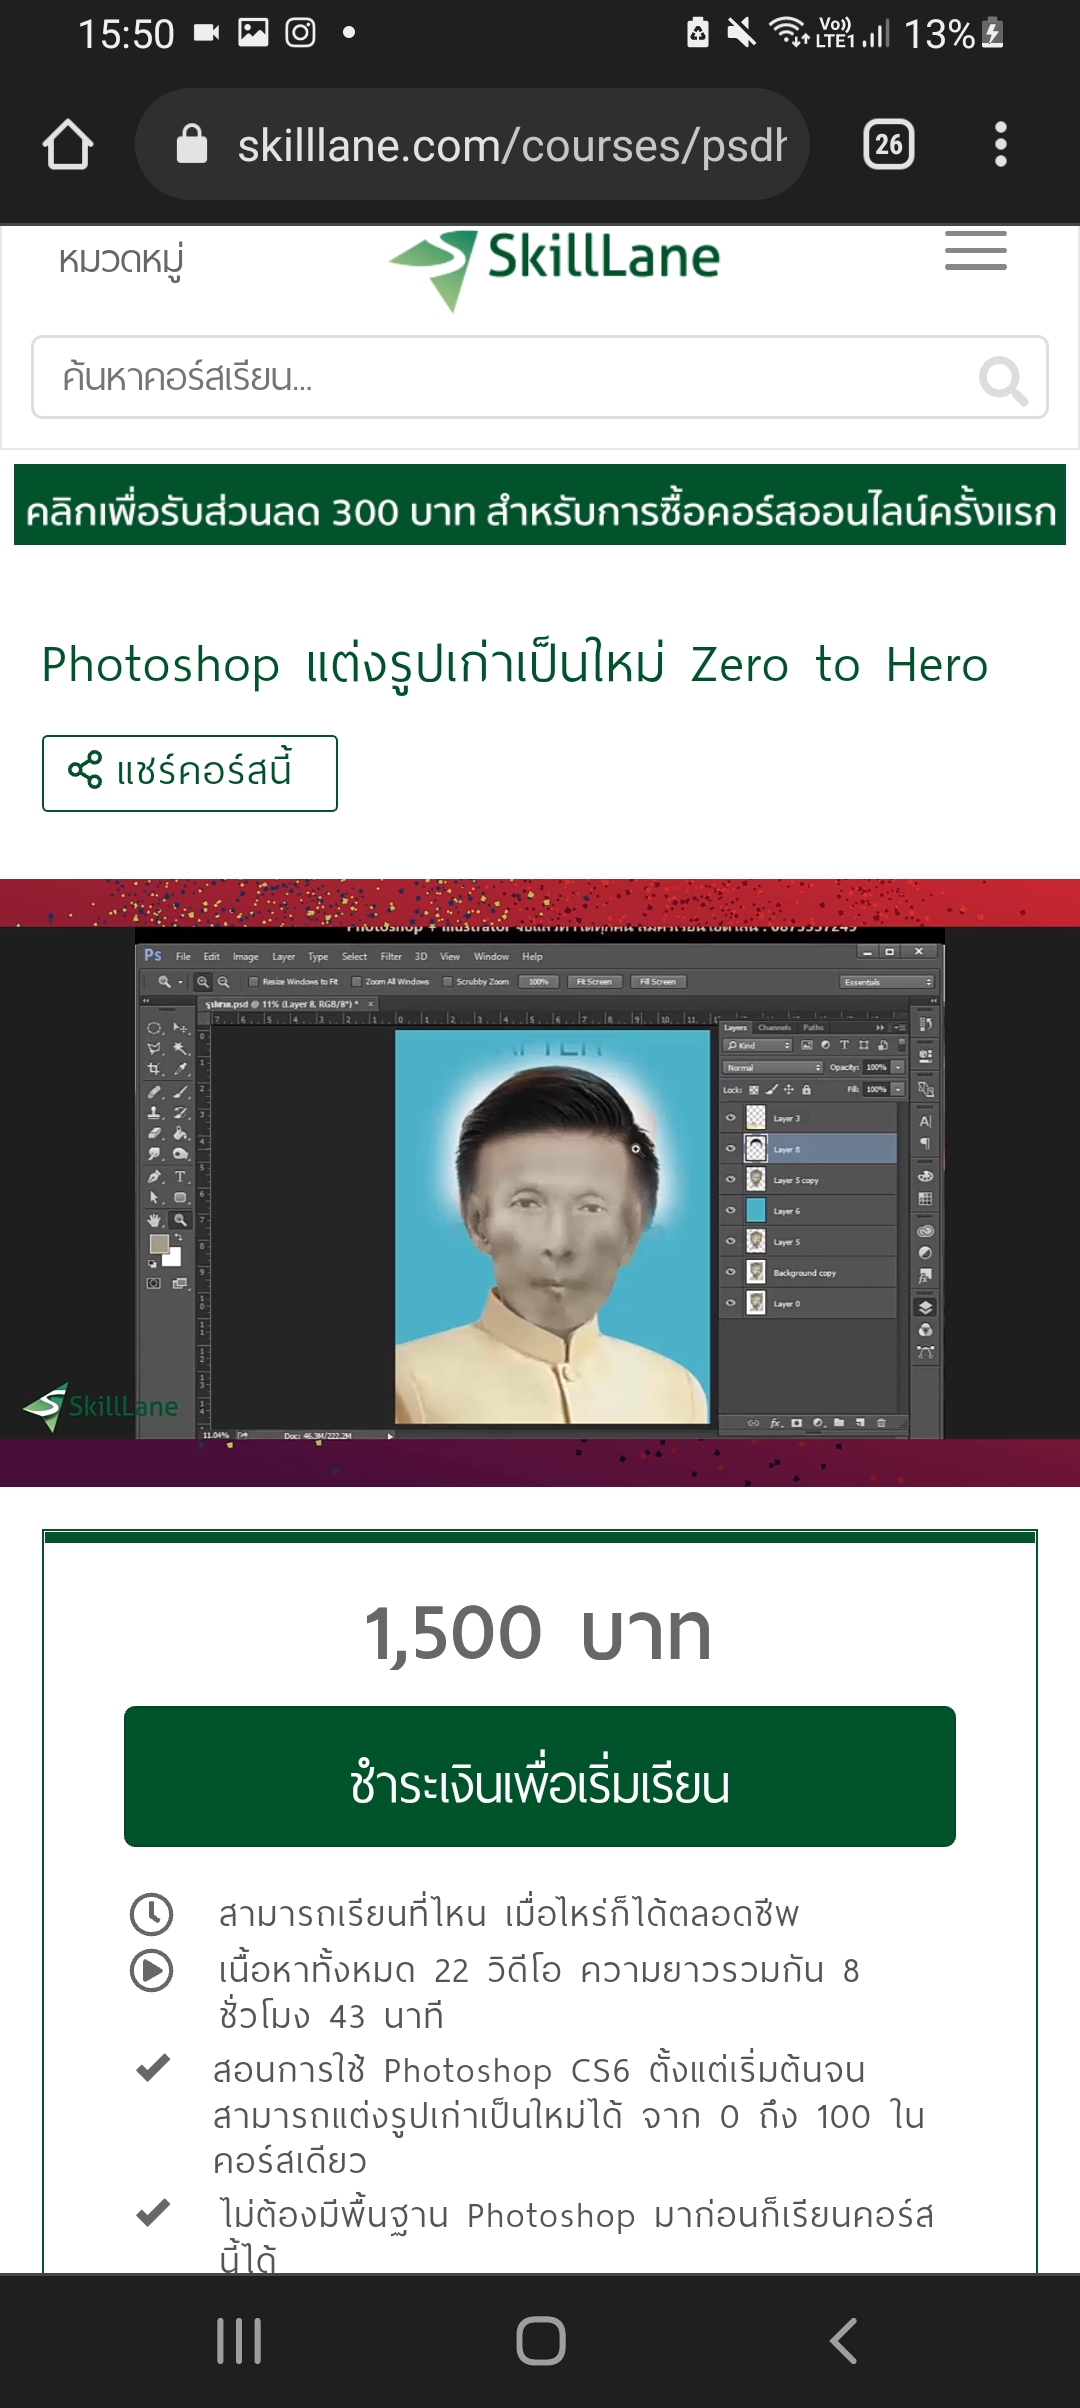 15:50
Vo)) LTE1 13%
skilllane.com/courses/psdh
26
หมวดหมู่
SkillLane
ค้นหาคอร์สเรียน...
คลิกเพื่อรับส่วนลด 300 บาท สำหรับการซื้อคอร์สออนไลน์ครั้งแรก
Photoshop แต่งรูปเก่าเป็นใหม่ Zero to Hero
แชร์คอร์สนี้
Ps File Edit Image Layer Type Select Filter 3D View Window Help
Resize Windows to Fit Zoom All Windows Scrubby Zoom 100% Fit Screen Fill Screen Essentials
.psd @ 11% (Layer 8, RGB/8*) * ×
Layers Channels Paths
Kind
Normal Opacity: 100%
Lock: Fill: 100%
AFTER
Layer 3
Layer 8
Layer 5 copy
Layer 6
Layer 5
Background copy
Layer 0
SkillLane
11.04% Doc: 46.3M/222.2M
1,500 บาท
ชำระเงินเพื่อเริ่มเรียน
สามารถเรียนที่ไหน เมื่อไหร่ก็ได้ตลอดชีพ
เนื้อหาทั้งหมด 22 วิดีโอ ความยาวรวมกัน 8
ชั่วโมง 43 นาที
สอนการใช้ Photoshop CS6 ตั้งแต่เริ่มต้นจน
สามารถแต่งรูปเก่าเป็นใหม่ได้ จาก 0 ถึง 100 ใน
คอร์สเดียว
ไม่ต้องมีพื้นฐาน Photoshop มาก่อนก็เรียนคอร์ส
นี้ได้